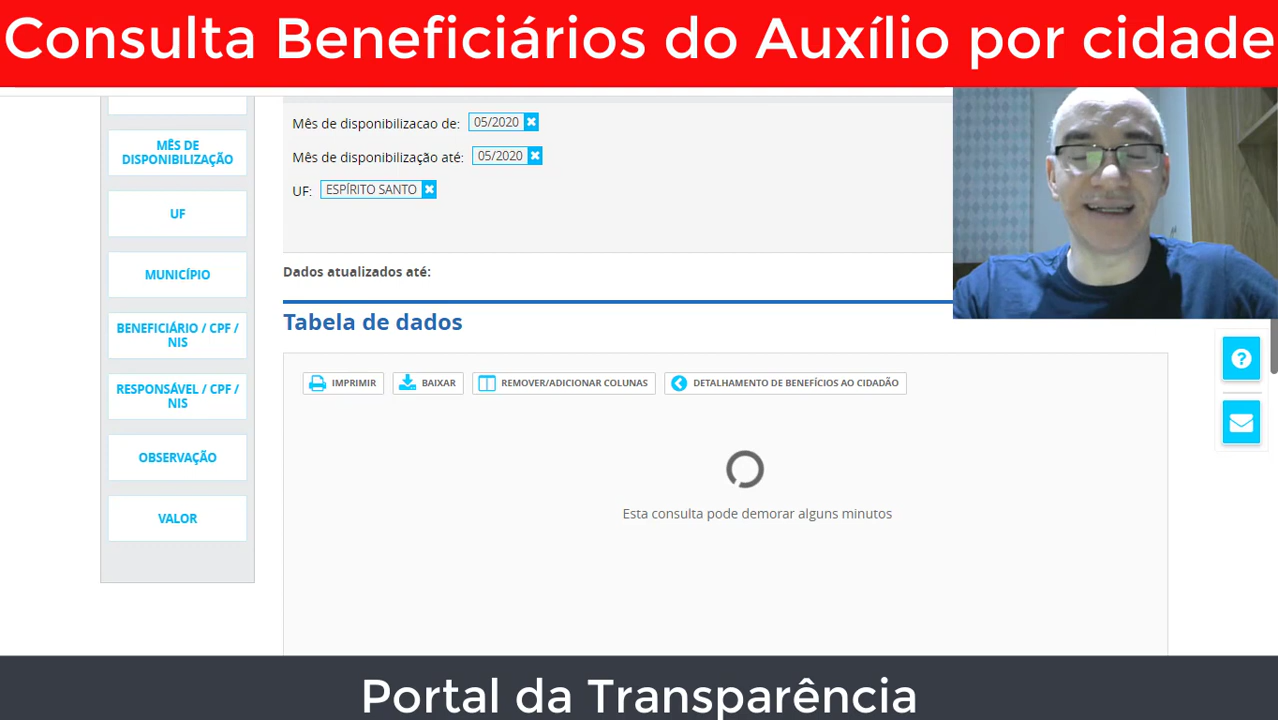 Consulta Beneficiários do Auxílio por cidade
MÊS DE
DISPONIBILIZAÇÃO
UF
MUNICÍPIO
BENEFICIÁRIO / CPF /
NIS
RESPONSÁVEL / CPF /
NIS
OBSERVAÇÃO
VALOR
Mês de disponibilizacao de: 05/2020
Mês de disponibilização até: 05/2020
UF: ESPÍRITO SANTO
Dados atualizados até:
Tabela de dados
IMPRIMIR BAIXAR REMOVER/ADICIONAR COLUNAS DETALHAMENTO DE BENEFÍCIOS AO CIDADÃO
Esta consulta pode demorar alguns minutos
Portal da Transparência